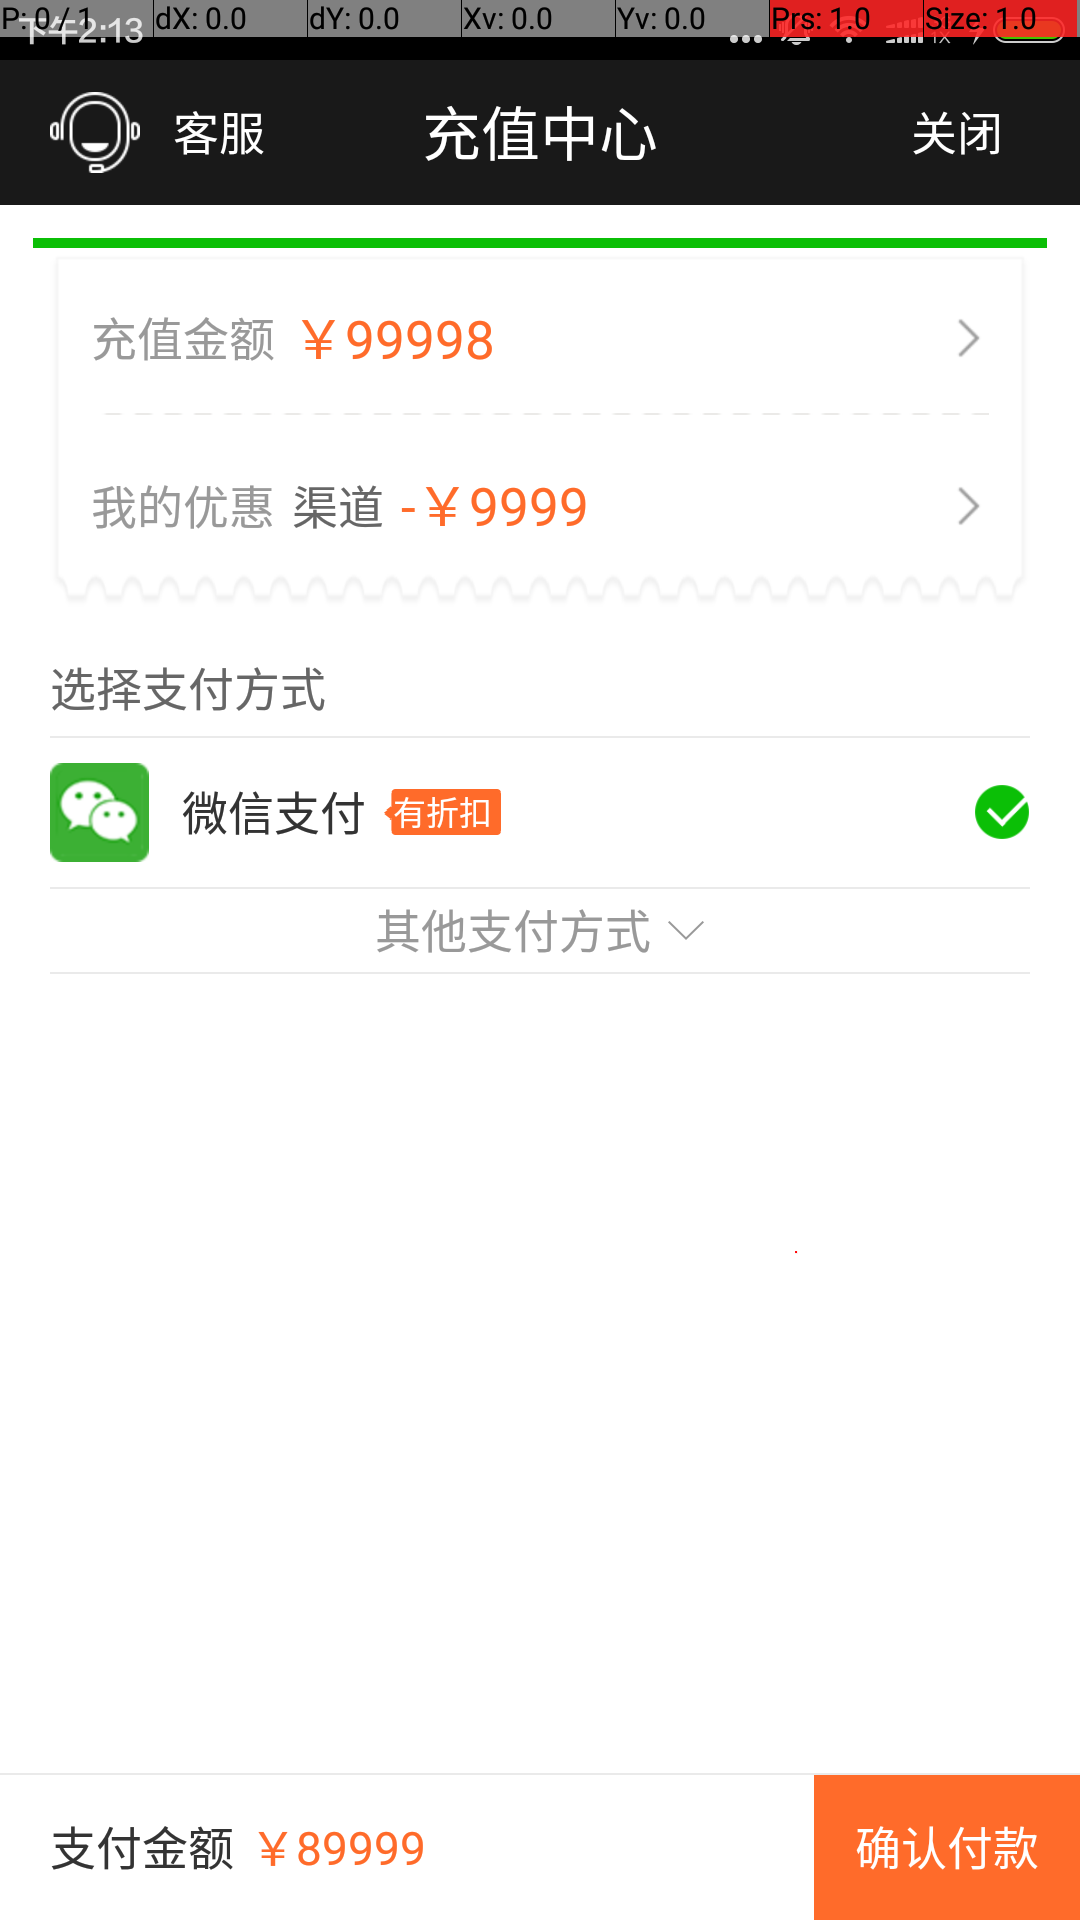 P: 0 / 1 dX: 0.0 dY: 0.0 Xv: 0.0 Yv: 0.0 Prs: 1.0 Size: 1.0
下午2:13
客服 充值中心 关闭
充值金额 ¥99998
我的优惠 渠道 -¥9999
选择支付方式
微信支付 有折扣
其他支付方式
支付金额 ¥89999 确认付款